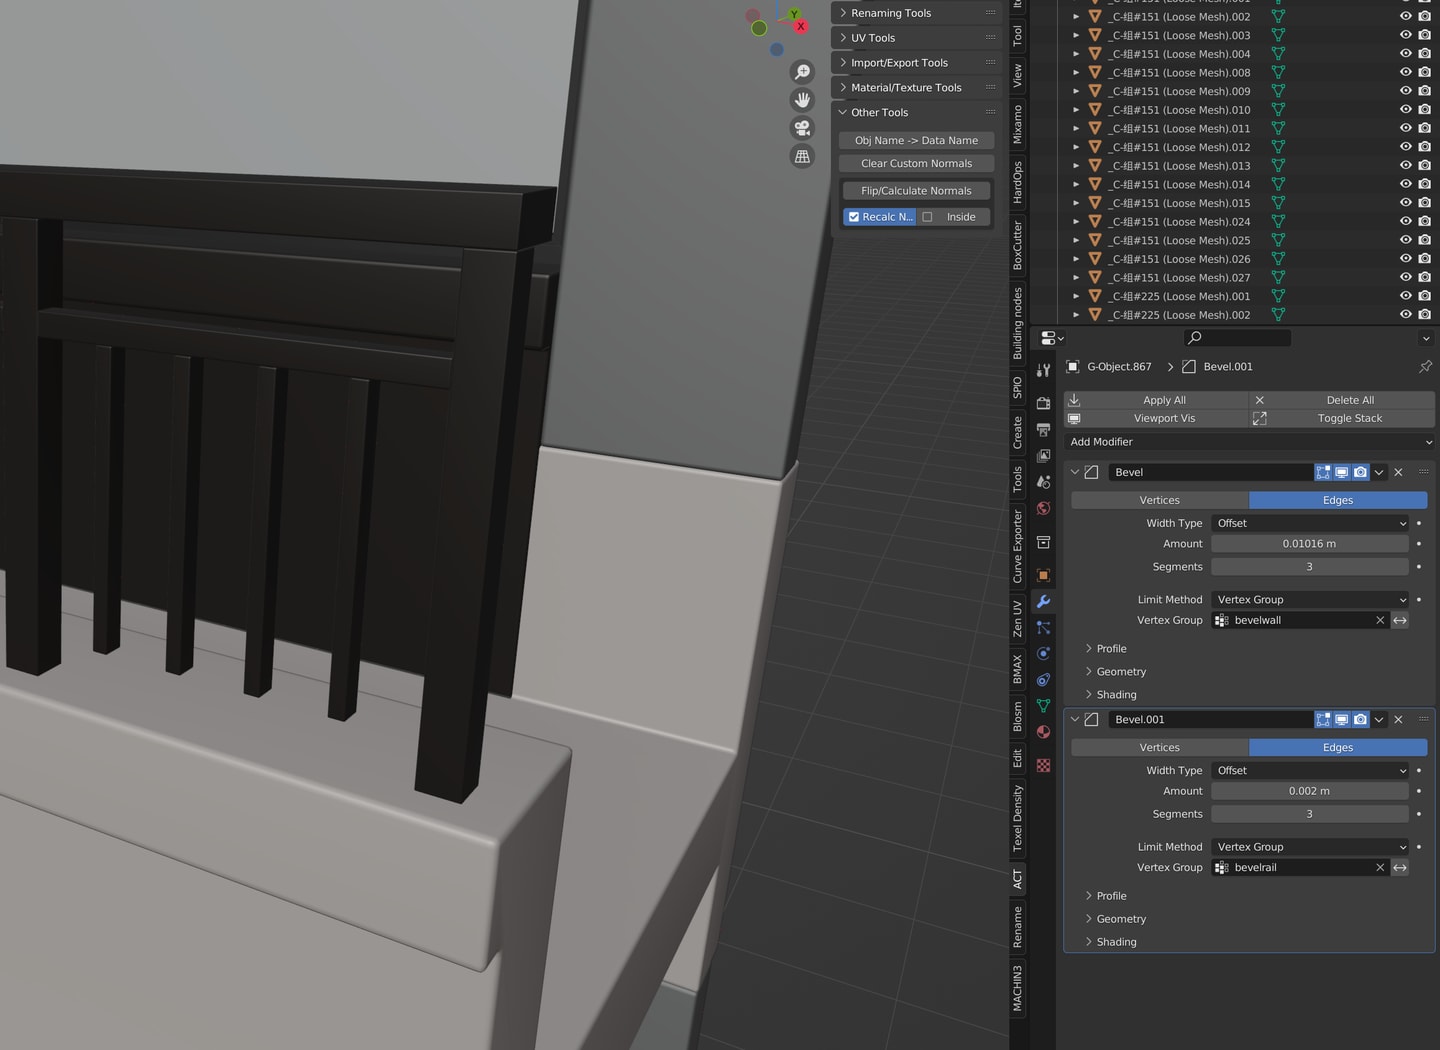 Y
X
Renaming Tools
UV Tools
Import/Export Tools
Material/Texture Tools
Other Tools
Obj Name -> Data Name
Clear Custom Normals
Flip/Calculate Normals
Recalc N...
Inside
Tool
View
Mixamo
HardOps
BoxCutter
Building nodes
SPIO
Create
Tools
Curve Exporter
Zen UV
BMAX
Blosm
Edit
Texel Density
ACT
Rename
MACHIN3
_C-组#151 (Loose Mesh).002
_C-组#151 (Loose Mesh).003
_C-组#151 (Loose Mesh).004
_C-组#151 (Loose Mesh).008
_C-组#151 (Loose Mesh).009
_C-组#151 (Loose Mesh).010
_C-组#151 (Loose Mesh).011
_C-组#151 (Loose Mesh).012
_C-组#151 (Loose Mesh).013
_C-组#151 (Loose Mesh).014
_C-组#151 (Loose Mesh).015
_C-组#151 (Loose Mesh).024
_C-组#151 (Loose Mesh).025
_C-组#151 (Loose Mesh).026
_C-组#151 (Loose Mesh).027
_C-组#225 (Loose Mesh).001
_C-组#225 (Loose Mesh).002
G-Object.867 > Bevel.001
Apply All
Delete All
Viewport Vis
Toggle Stack
Add Modifier
Bevel
Vertices Edges
Width Type Offset
Amount 0.01016 m
Segments 3
Limit Method Vertex Group
Vertex Group bevelwall
Profile
Geometry
Shading
Bevel.001
Vertices Edges
Width Type Offset
Amount 0.002 m
Segments 3
Limit Method Vertex Group
Vertex Group bevelrail
Profile
Geometry
Shading